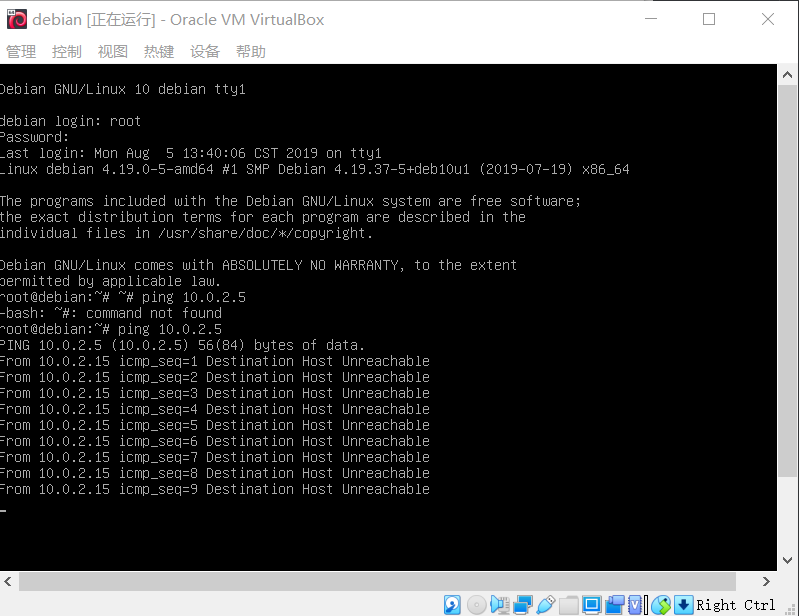 debian [正在运行] - Oracle VM VirtualBox
管理 控制 视图 热键 设备 帮助
Debian GNU/Linux 10 debian tty1
debian login: root
Password:
Last login: Mon Aug  5 13:40:06 CST 2019 on tty1
Linux debian 4.19.0-5-amd64 #1 SMP Debian 4.19.37-5+deb10u1 (2019-07-19) x86_64
The programs included with the Debian GNU/Linux system are free software;
the exact distribution terms for each program are described in the
individual files in /usr/share/doc/*/copyright.
Debian GNU/Linux comes with ABSOLUTELY NO WARRANTY, to the extent
permitted by applicable law.
root@debian:~# ~# ping 10.0.2.5
-bash: ~#: command not found
root@debian:~# ping 10.0.2.5
PING 10.0.2.5 (10.0.2.5) 56(84) bytes of data.
From 10.0.2.15 icmp_seq=1 Destination Host Unreachable
From 10.0.2.15 icmp_seq=2 Destination Host Unreachable
From 10.0.2.15 icmp_seq=3 Destination Host Unreachable
From 10.0.2.15 icmp_seq=4 Destination Host Unreachable
From 10.0.2.15 icmp_seq=5 Destination Host Unreachable
From 10.0.2.15 icmp_seq=6 Destination Host Unreachable
From 10.0.2.15 icmp_seq=7 Destination Host Unreachable
From 10.0.2.15 icmp_seq=8 Destination Host Unreachable
From 10.0.2.15 icmp_seq=9 Destination Host Unreachable
Right Ctrl